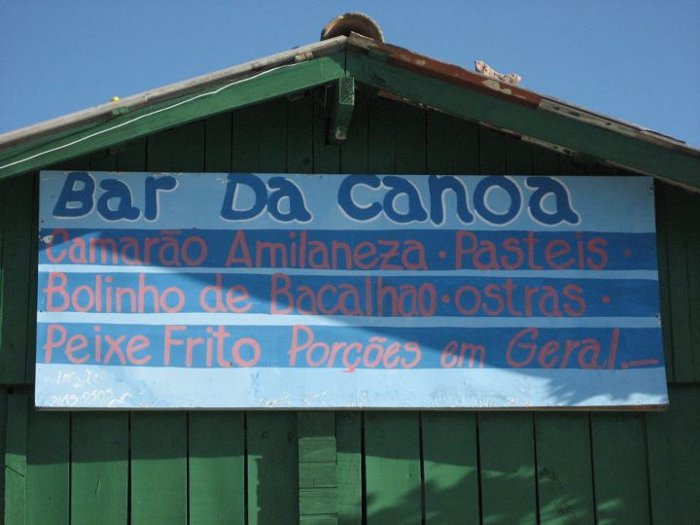 Bar Da Canoa
Camarão Amilaneza · Pasteis ·
Bolinho de Bacalhao · ostras ·
Peixe Frito Porções em Geral.—